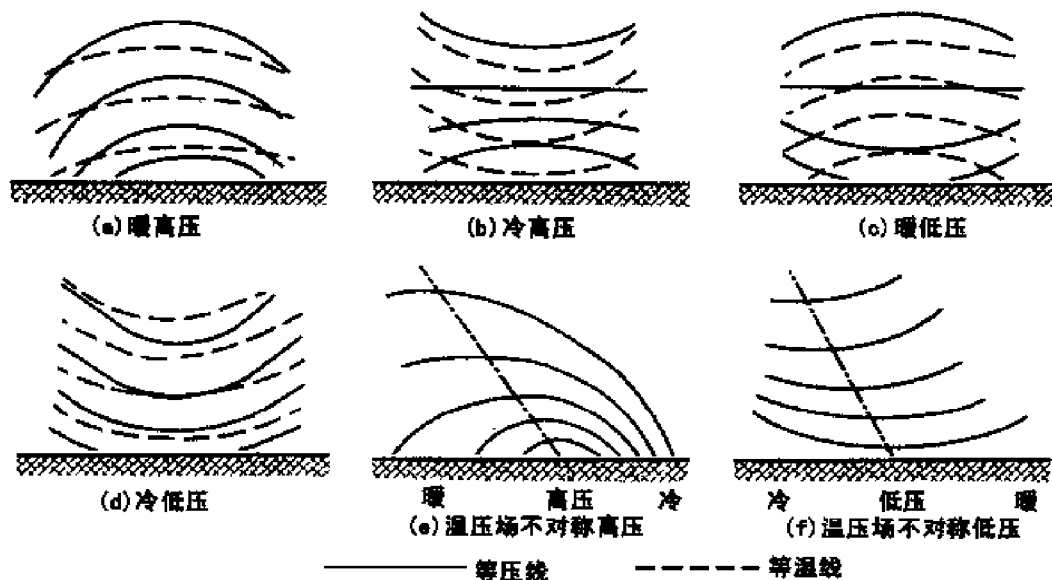 (a)暖高压
(b)冷高压
(c)暖低压
(d)冷低压
暖 高压 冷
(e)温压场不对称高压
冷 低压 暖
(f)温压场不对称低压
等压线 等温线